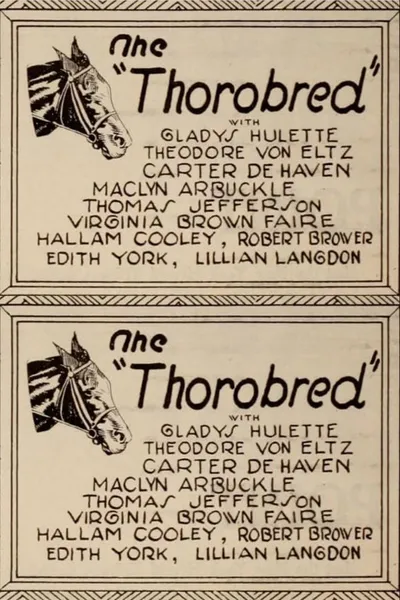 The
"Thorobred"
WITH
GLADYS HULETTE
THEODORE VON ELTZ
CARTER DE HAVEN
MACLYN ARBUCKLE
THOMAS JEFFERSON
VIRGINIA BROWN FAIRE
HALLAM COOLEY, ROBERT BROWER
EDITH YORK, LILLIAN LANGDON
The
"Thorobred"
WITH
GLADYS HULETTE
THEODORE VON ELTZ
CARTER DE HAVEN
MACLYN ARBUCKLE
THOMAS JEFFERSON
VIRGINIA BROWN FAIRE
HALLAM COOLEY, ROBERT BROWER
EDITH YORK, LILLIAN LANGDON